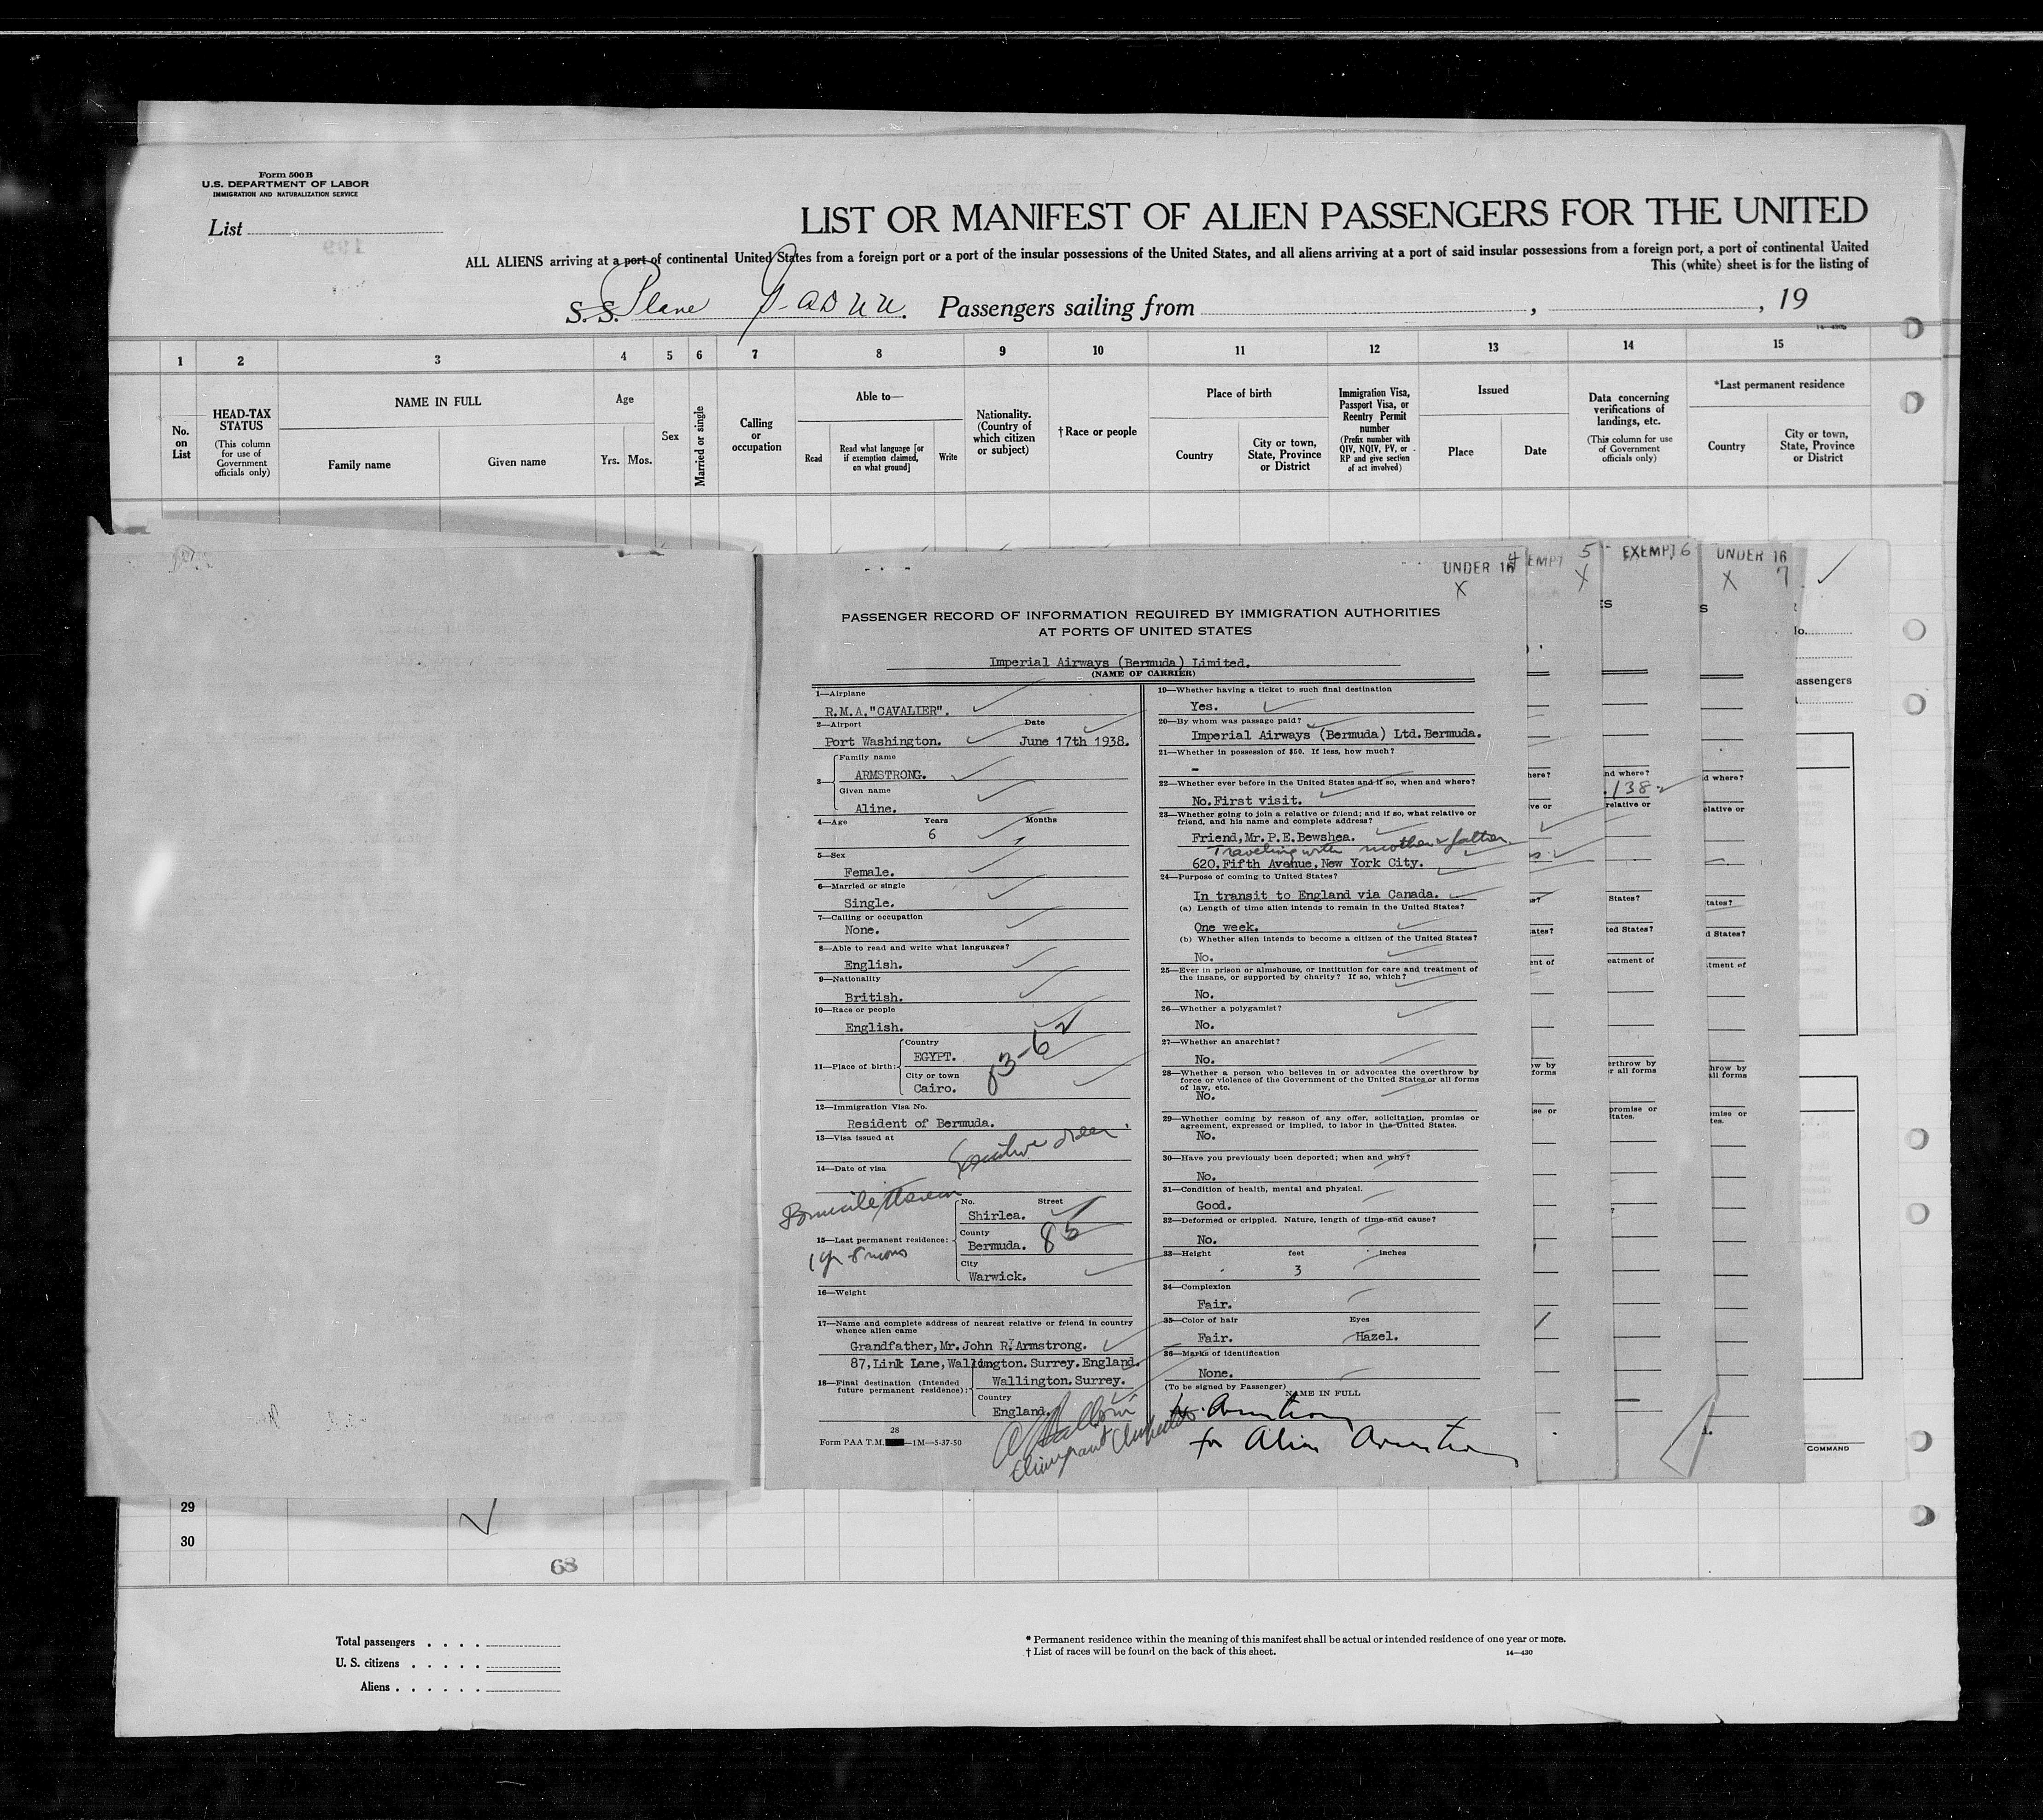 Form 500 B
U.S. DEPARTMENT OF LABOR
IMMIGRATION AND NATURALIZATION SERVICE
List
LIST OR MANIFEST OF ALIEN PASSENGERS FOR THE UNITED
ALL ALIENS arriving at a port of continental United States from a foreign port or a port of the insular possessions of the United States, and all aliens arriving at a port of said insular possessions from a foreign port, a port of continental United
This (white) sheet is for the listing of
S. S. Plane G-ADUU. Passengers sailing from , , 19
1 2 3 4 5 6 7 8 9 10 11 12 13 14 15
No. on List
HEAD-TAX STATUS
(This column for use of Government officials only)
NAME IN FULL
Family name
Given name
Age
Yrs. Mos.
Sex
Married or single
Calling or occupation
Able to—
Read
Read what language [or if exemption claimed, on what ground]
Write
Nationality. (Country of which citizen or subject)
†Race or people
Place of birth
Country
City or town, State, Province or District
Immigration Visa, Passport Visa, or Reentry Permit number
(Prefix number with QIV, NQIV, PV, or RP and give section of act involved)
Issued
Place
Date
Data concerning verifications of landings, etc.
(This column for use of Government officials only)
*Last permanent residence
Country
City or town, State, Province or District
UNDER 16 4
X
EMPT 5
X
EXEMPT 6
UNDER 16
X 7
PASSENGER RECORD OF INFORMATION REQUIRED BY IMMIGRATION AUTHORITIES
AT PORTS OF UNITED STATES
Imperial Airways (Bermuda) Limited.
(NAME OF CARRIER)
1—Airplane
R.M.A."CAVALIER".
2—Airport Date
Port Washington. June 17th 1938.
3—
Family name
ARMSTRONG.
Given name
Aline.
4—Age Years Months
6
5—Sex
Female.
6—Married or single
Single.
7—Calling or occupation
None.
8—Able to read and write what languages?
English.
9—Nationality
British.
10—Race or people
English.
11—Place of birth:
Country
EGYPT.
City or town
Cairo.
12—Immigration Visa No.
Resident of Bermuda.
13—Visa issued at
Executive order.
14—Date of visa
15—Last permanent residence:
No. Street
Shirlea.
County
Bermuda. 85
City
Warwick.
1 yr 8 mons
16—Weight
17—Name and complete address of nearest relative or friend in country
whence alien came
Grandfather,Mr.John R.Armstrong.
87,Link Lane,Wallington.Surrey.England.
18—Final destination (Intended
future permanent residence):
Wallington.Surrey.
Country
England.
28
Form PAA T.M. —1M—5-37-50
19—Whether having a ticket to such final destination
Yes.
20—By whom was passage paid?
Imperial Airways (Bermuda) Ltd.Bermuda.
21—Whether in possession of $50. If less, how much?
-
22—Whether ever before in the United States and if so, when and where?
No.First visit.
23—Whether going to join a relative or friend; and if so, what relative or
friend, and his name and complete address?
Friend,Mr.P.E.Bewshea.
Traveling with mother & father
620.Fifth Avenue,New York City.
24—Purpose of coming to United States?
In transit to England via Canada.
(a) Length of time alien intends to remain in the United States?
One week.
(b) Whether alien intends to become a citizen of the United States?
No.
25—Ever in prison or almshouse, or institution for care and treatment of
the insane, or supported by charity? If so, which?
No.
26—Whether a polygamist?
No.
27—Whether an anarchist?
No.
28—Whether a person who believes in or advocates the overthrow by
force or violence of the Government of the United States or all forms
of law, etc.
No.
29—Whether coming by reason of any offer, solicitation, promise or
agreement, expressed or implied, to labor in the United States.
No.
30—Have you previously been deported; when and why?
No.
31—Condition of health, mental and physical.
Good.
32—Deformed or crippled. Nature, length of time and cause?
No.
33—Height feet inches
3
34—Complexion
Fair.
35—Color of hair Eyes
Fair. Hazel.
36—Marks of identification
None.
(To be signed by Passenger)
NAME IN FULL
Armstrong
for Aline Armstrong
COMMAND
29
30
68
Total passengers
U. S. citizens
Aliens
* Permanent residence within the meaning of this manifest shall be actual or intended residence of one year or more.
† List of races will be found on the back of this sheet.
14—430